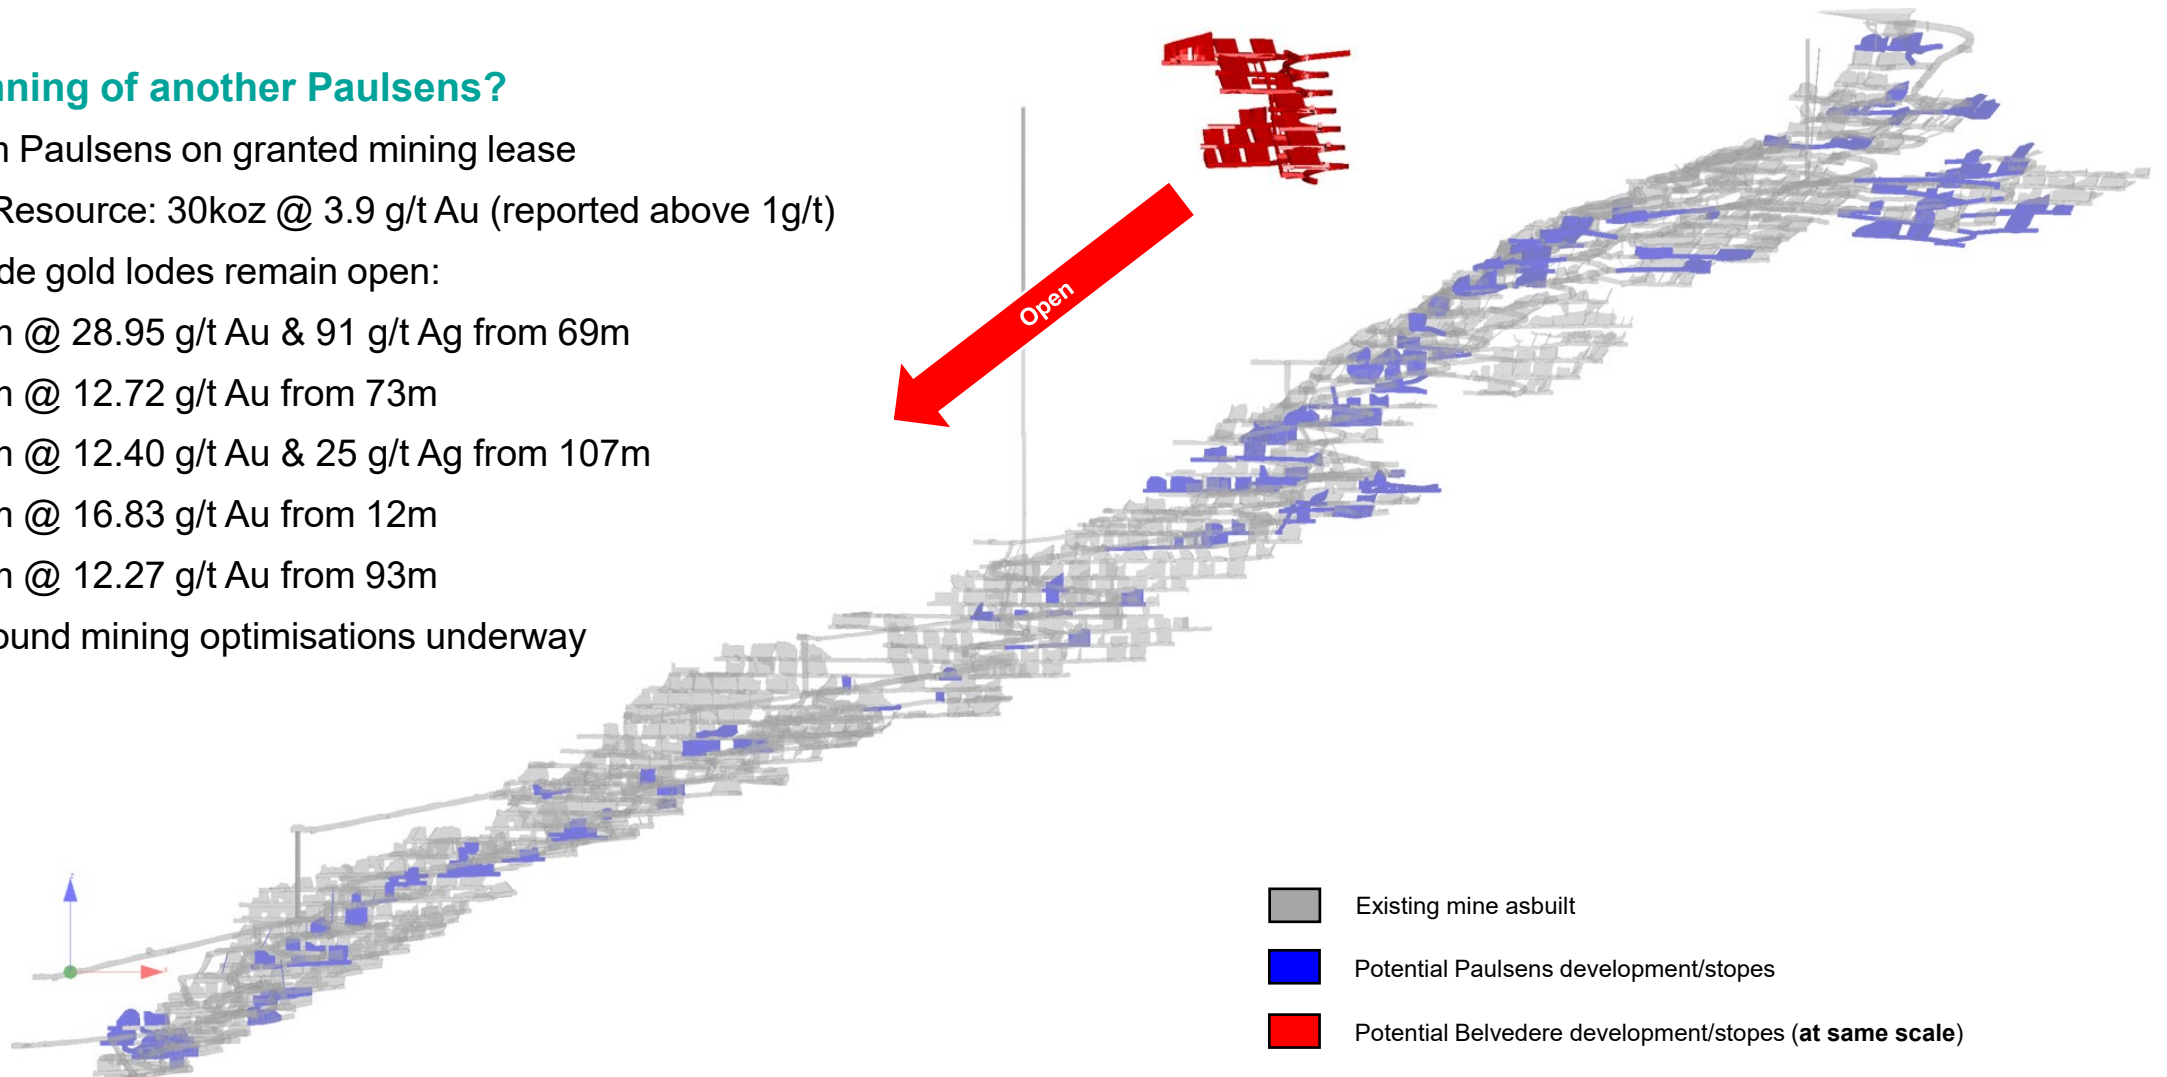 nning of another Paulsens?
n Paulsens on granted mining lease
Resource: 30koz @ 3.9 g/t Au (reported above 1g/t)
de gold lodes remain open:
n @ 28.95 g/t Au & 91 g/t Ag from 69m
n @ 12.72 g/t Au from 73m
n @ 12.40 g/t Au & 25 g/t Ag from 107m
n @ 16.83 g/t Au from 12m
n @ 12.27 g/t Au from 93m
ound mining optimisations underway
Open
Existing mine asbuilt
Potential Paulsens development/stopes
Potential Belvedere development/stopes (at same scale)